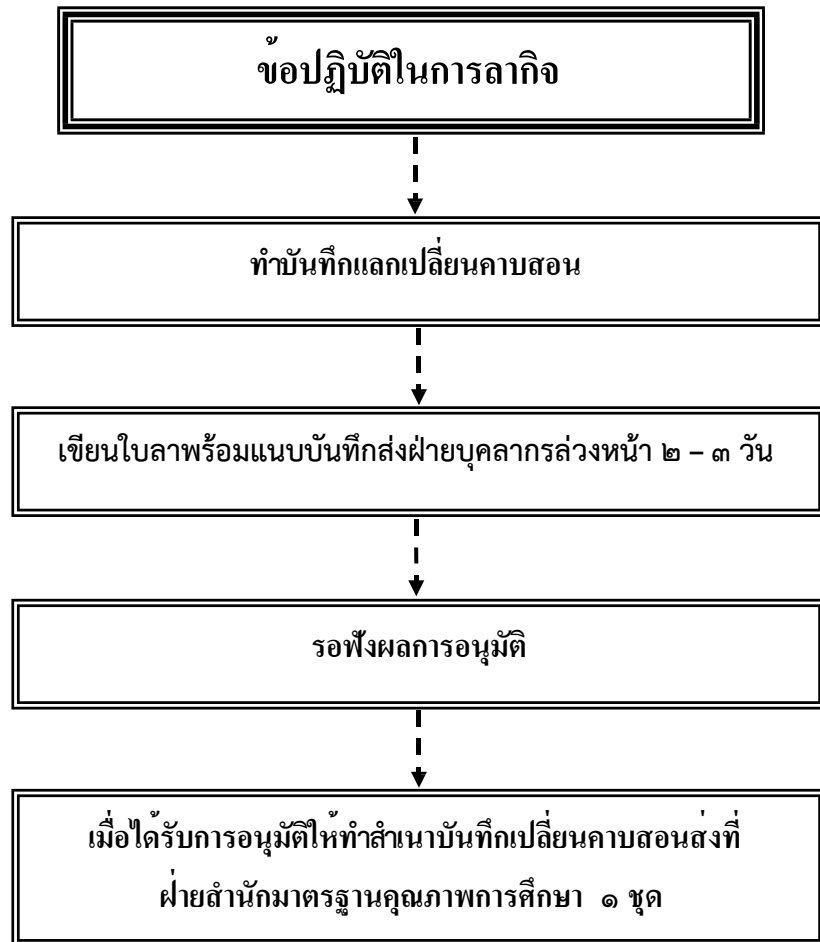 ข้อปฏิบัติในการลากิจ
ทำบันทึกแลกเปลี่ยนคาบสอน
เขียนใบลาพร้อมแนบบันทึกส่งฝ่ายบุคลากรล่วงหน้า ๒ – ๓ วัน
รอฟังผลการอนุมัติ
เมื่อได้รับการอนุมัติให้ทำสำเนาบันทึกเปลี่ยนคาบสอนส่งที่
ฝ่ายสำนักมาตรฐานคุณภาพการศึกษา ๑ ชุด